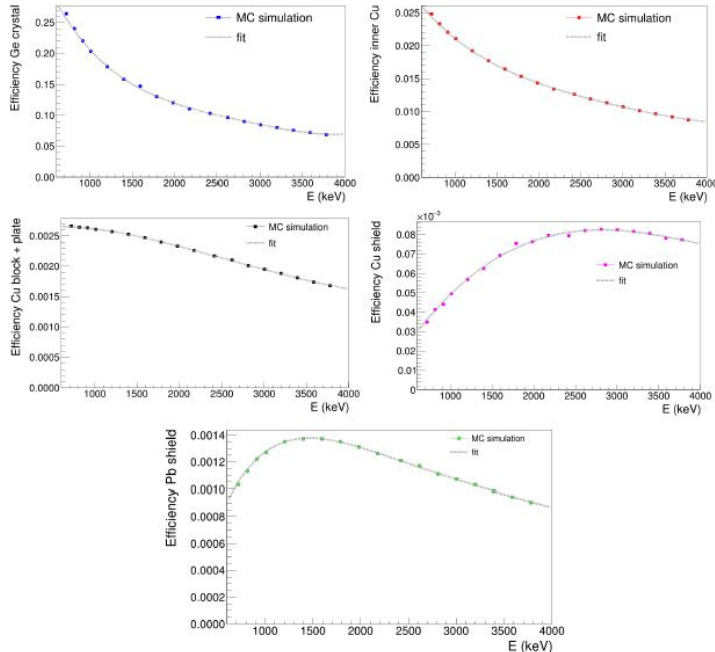 Efficiency Ge crystal
0.25
0.20
0.15
0.10
0.05
0.00
MC simulation
fit
1000 1500 2000 2500 3000 3500 4000
E (keV)
Efficiency inner Cu
0.025
0.020
0.015
0.010
0.005
0.000
MC simulation
fit
1000 1500 2000 2500 3000 3500 4000
E (keV)
Efficiency Cu block + plate
0.0025
0.0020
0.0015
0.0010
0.0005
0.0000
MC simulation
fit
1000 1500 2000 2500 3000 3500 4000
E (keV)
Efficiency Cu shield
×10⁻³
0.08
0.07
0.06
0.05
0.04
0.03
0.02
0.01
0
MC simulation
fit
1000 1500 2000 2500 3000 3500 4000
E (keV)
Efficiency Pb shield
0.0014
0.0012
0.0010
0.0008
0.0006
0.0004
0.0002
0.0000
MC simulation
fit
1000 1500 2000 2500 3000 3500 4000
E (keV)